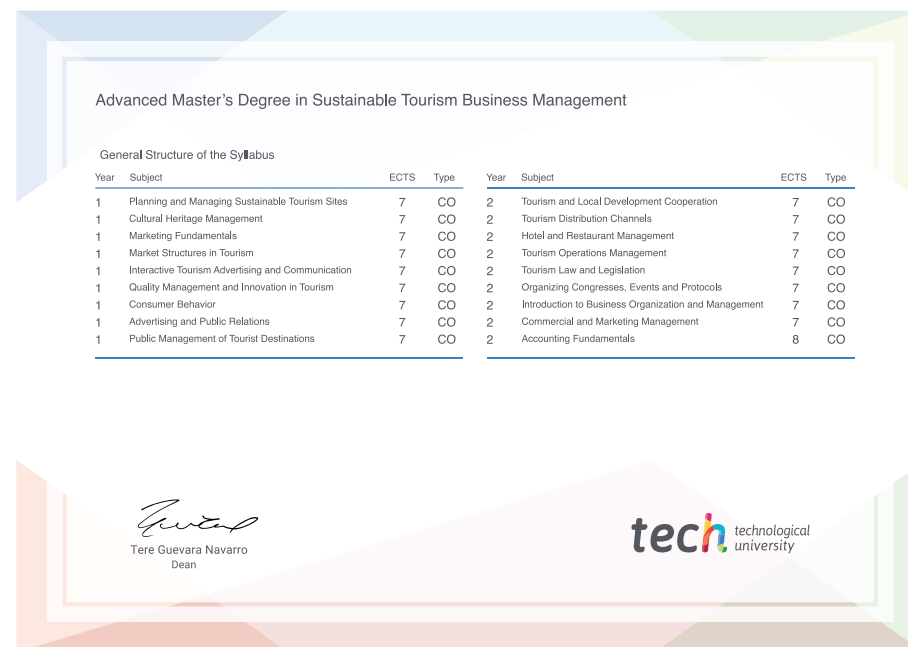 Advanced Master's Degree in Sustainable Tourism Business Management
General Structure of the Syllabus
Year Subject ECTS Type
1 Planning and Managing Sustainable Tourism Sites 7 CO
1 Cultural Heritage Management 7 CO
1 Marketing Fundamentals 7 CO
1 Market Structures in Tourism 7 CO
1 Interactive Tourism Advertising and Communication 7 CO
1 Quality Management and Innovation in Tourism 7 CO
1 Consumer Behavior 7 CO
1 Advertising and Public Relations 7 CO
1 Public Management of Tourist Destinations 7 CO
Year Subject ECTS Type
2 Tourism and Local Development Cooperation 7 CO
2 Tourism Distribution Channels 7 CO
2 Hotel and Restaurant Management 7 CO
2 Tourism Operations Management 7 CO
2 Tourism Law and Legislation 7 CO
2 Organizing Congresses, Events and Protocols 7 CO
2 Introduction to Business Organization and Management 7 CO
2 Commercial and Marketing Management 7 CO
2 Accounting Fundamentals 8 CO
Tere Guevara Navarro
Dean
tech technological
university